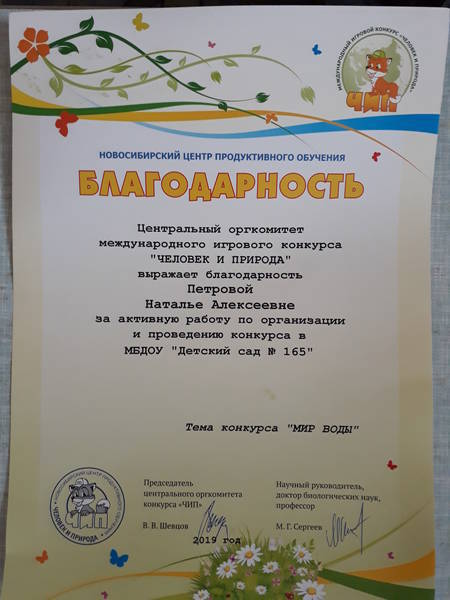 МЕЖДУНАРОДНЫЙ ИГРОВОЙ КОНКУРС «ЧЕЛОВЕК И ПРИРОДА»
ЧИП
НОВОСИБИРСКИЙ ЦЕНТР ПРОДУКТИВНОГО ОБУЧЕНИЯ
БЛАГОДАРНОСТЬ
Центральный оргкомитет
международного игрового конкурса
"ЧЕЛОВЕК И ПРИРОДА"
выражает благодарность
Петровой
Наталье Алексеевне
за активную работу по организации
и проведению конкурса в
МБДОУ "Детский сад № 165"
Тема конкурса "МИР ВОДЫ"
Председатель
центрального оргкомитета
конкурса «ЧИП»
В. В. Шевцов
Научный руководитель,
доктор биологических наук,
профессор
М. Г. Сергеев
2019 год
НОВОСИБИРСКИЙ ЦЕНТР ПРОДУКТИВНОГО ОБУЧЕНИЯ
ЧИП
ЧЕЛОВЕК И ПРИРОДА